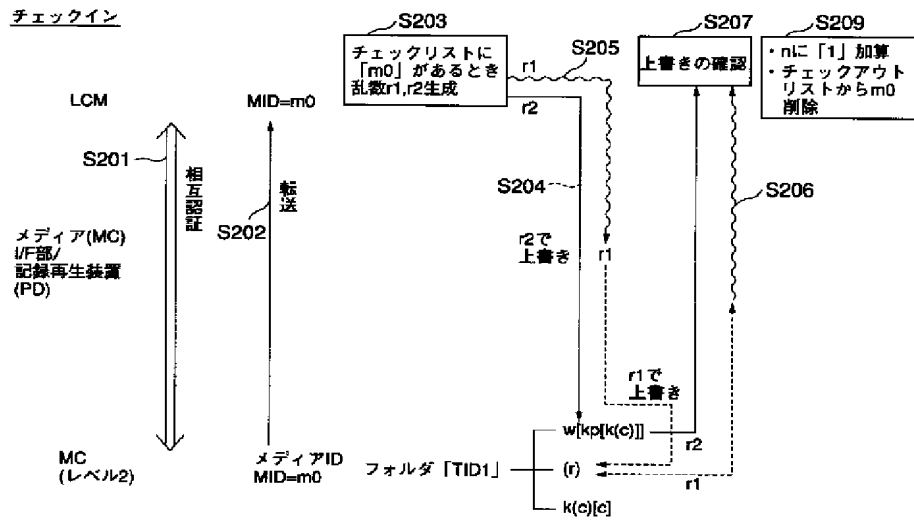 チェックイン
S203
チェックリストに
「m0」があるとき
乱数r1,r2生成
r1
S205
r2
S207
上書きの確認
S209
・nに「1」加算
・チェックアウト
リストからm0
削除
LCM
MID=m0
S201
相互認証
S202
転送
S204
S206
メディア(MC)
I/F部/
記録再生装置
(PD)
r2で
上書き
r1
r1で
上書き
w[kp[k(c)]]
r2
MC
(レベル2)
メディアID
MID=m0
フォルダ「TID1」
(r)
r1
k(c)[c]